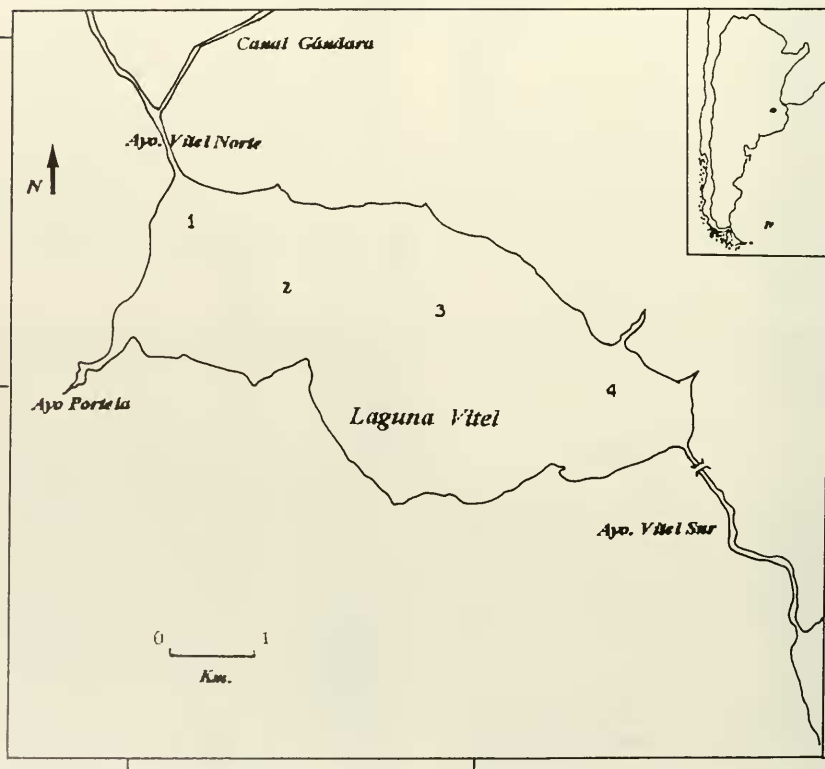 Canal Gándara
Ayo. Vitel Norte
N
1
2
3
4
Ayo Portela
Laguna Vitel
Ayo. Vitel Sur
0 1
Km.